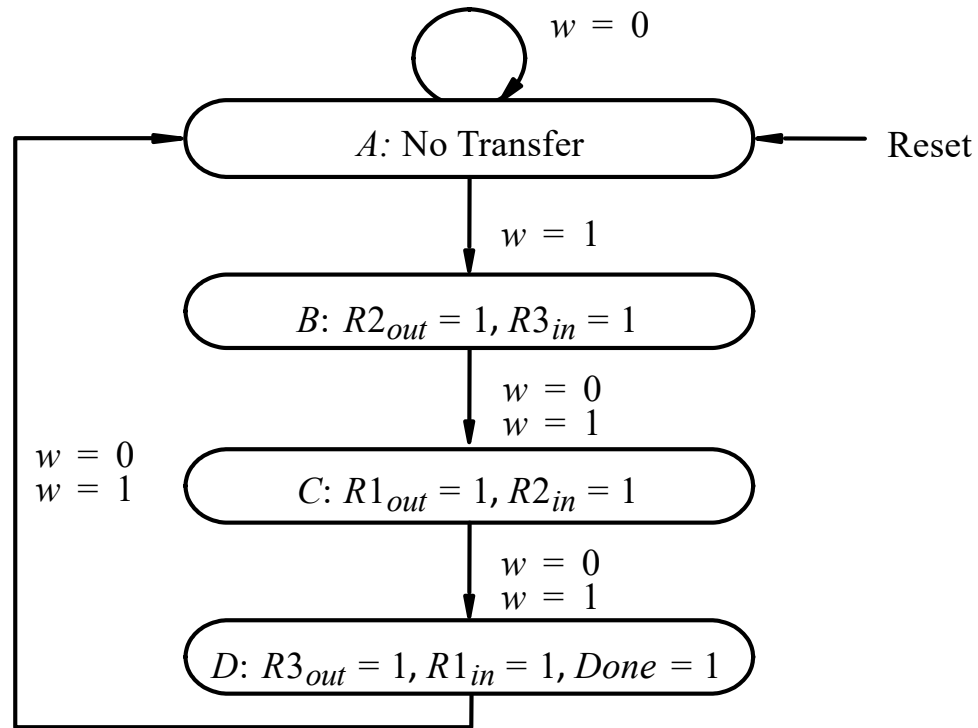 w = 0
A: No Transfer
Reset
w = 1
B: R2out = 1, R3in = 1
w = 0
w = 1
w = 0
w = 1
C: R1out = 1, R2in = 1
w = 0
w = 1
D: R3out = 1, R1in = 1, Done = 1